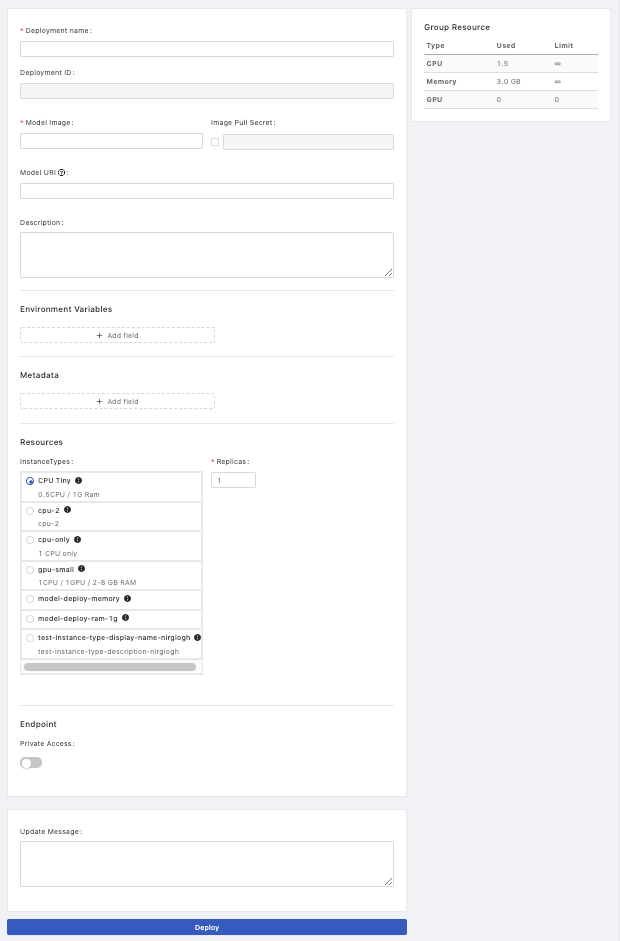 * Deployment name:
Deployment ID:
* Model Image:
Image Pull Secret:
Model URI ?:
Description:
Environment Variables
+ Add field
Metadata
+ Add field
Resources
InstanceTypes:
* Replicas:
CPU Tiny
0.5CPU / 1G Ram
1
cpu-2
cpu-2
cpu-only
1 CPU only
gpu-small
1CPU / 1GPU / 2-8 GB RAM
model-deploy-memory
model-deploy-ram-1g
test-instance-type-display-name-nirgiogh
test-instance-type-description-nirgiogh
Endpoint
Private Access:
Update Message:
Deploy
Group Resource
Type Used Limit
CPU 1.5 ∞
Memory 3.0 GB ∞
GPU 0 0